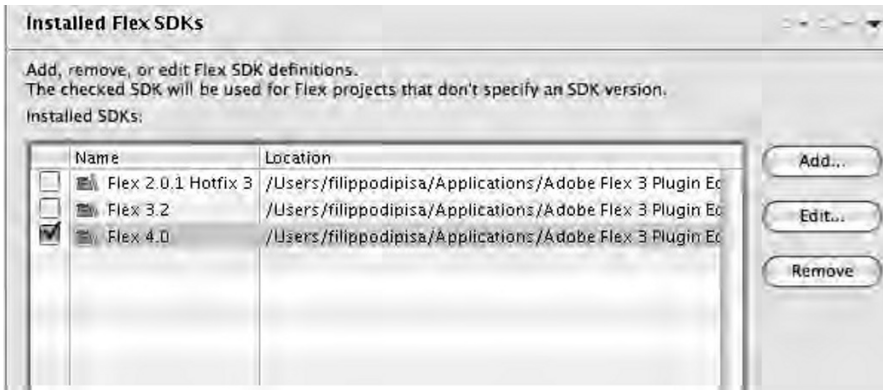 Installed Flex SDKs
Add, remove, or edit Flex SDK definitions.
The checked SDK will be used for Flex projects that don't specify an SDK version.
Installed SDKs:
Name Location
Flex 2.0.1 Hotfix 3 /Users/filippodipisa/Applications/Adobe Flex 3 Plugin Ec
Flex 3.2 /Users/filippodipisa/Applications/Adobe Flex 3 Plugin Ec
Flex 4.0 /Users/filippodipisa/Applications/Adobe Flex 3 Plugin Ec
Add...
Edit...
Remove